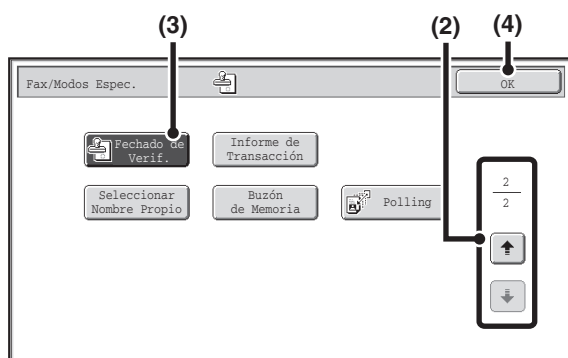 (3)
(2)
(4)
Fax/Modos Espec.
OK
Fechado de
Verif.
Informe de
Transacción
Seleccionar
Nombre Propio
Buzón
de Memoria
Polling
2
2